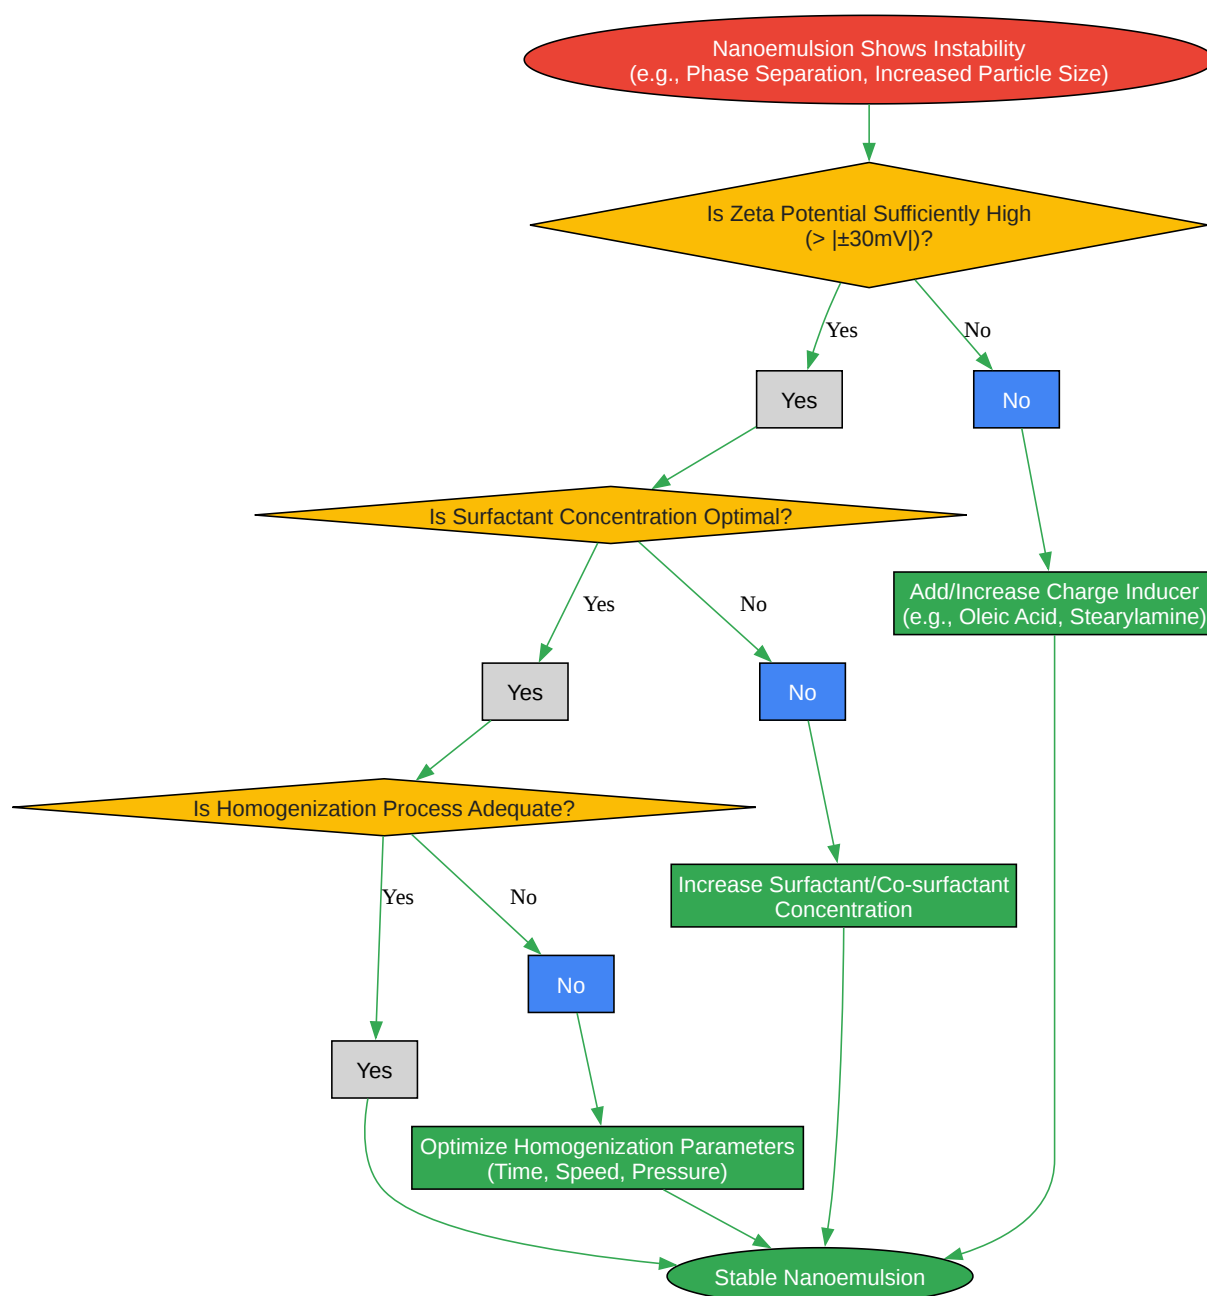 Nanoemulsion Shows Instability
(e.g., Phase Separation, Increased Particle Size)
Is Zeta Potential Sufficiently High
(> |±30mV|)?
Yes
No
Yes
No
Is Surfactant Concentration Optimal?
Add/Increase Charge Inducer
(e.g., Oleic Acid, Stearylamine)
Yes
No
Yes
No
Is Homogenization Process Adequate?
Increase Surfactant/Co-surfactant
Concentration
Yes
No
No
Yes
Optimize Homogenization Parameters
(Time, Speed, Pressure)
Stable Nanoemulsion